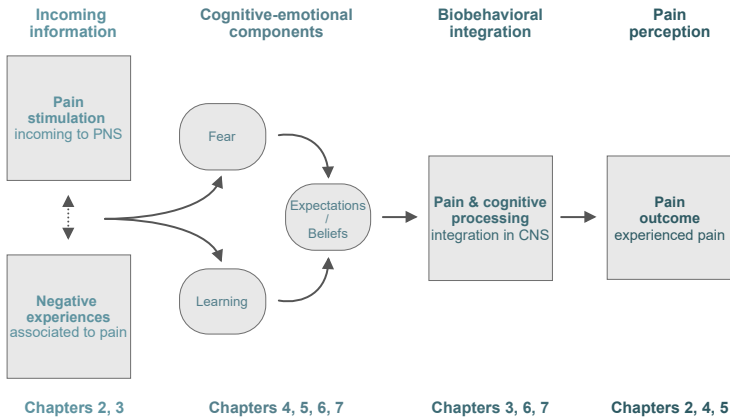 Incoming
information
Cognitive-emotional
components
Biobehavioral
integration
Pain
perception
Pain
stimulation
incoming to PNS
Negative
experiences
associated to pain
Fear
Learning
Expectations
/
Beliefs
Pain & cognitive
processing
integration in CNS
Pain
outcome
experienced pain
Chapters 2, 3
Chapters 4, 5, 6, 7
Chapters 3, 6, 7
Chapters 2, 4, 5